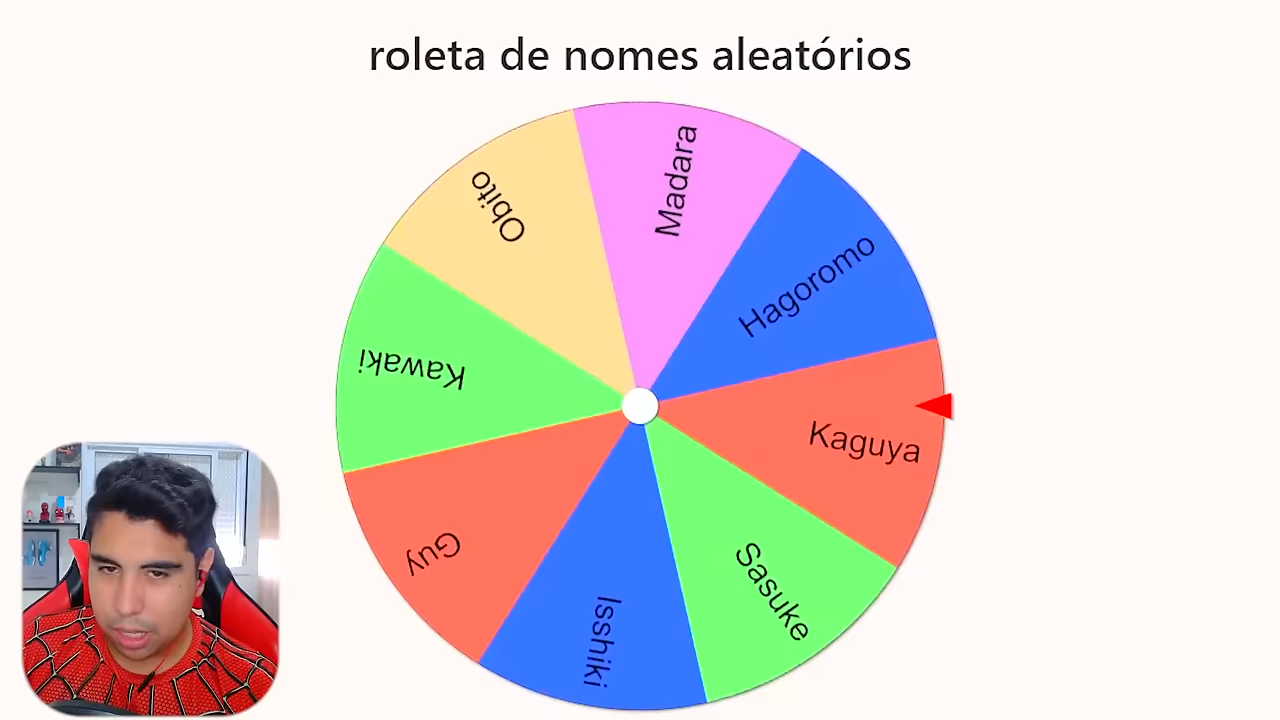 roleta de nomes aleatórios
Madara
Hagoromo
Kaguya
Sasuke
Isshiki
Guy
Kawaki
Obito